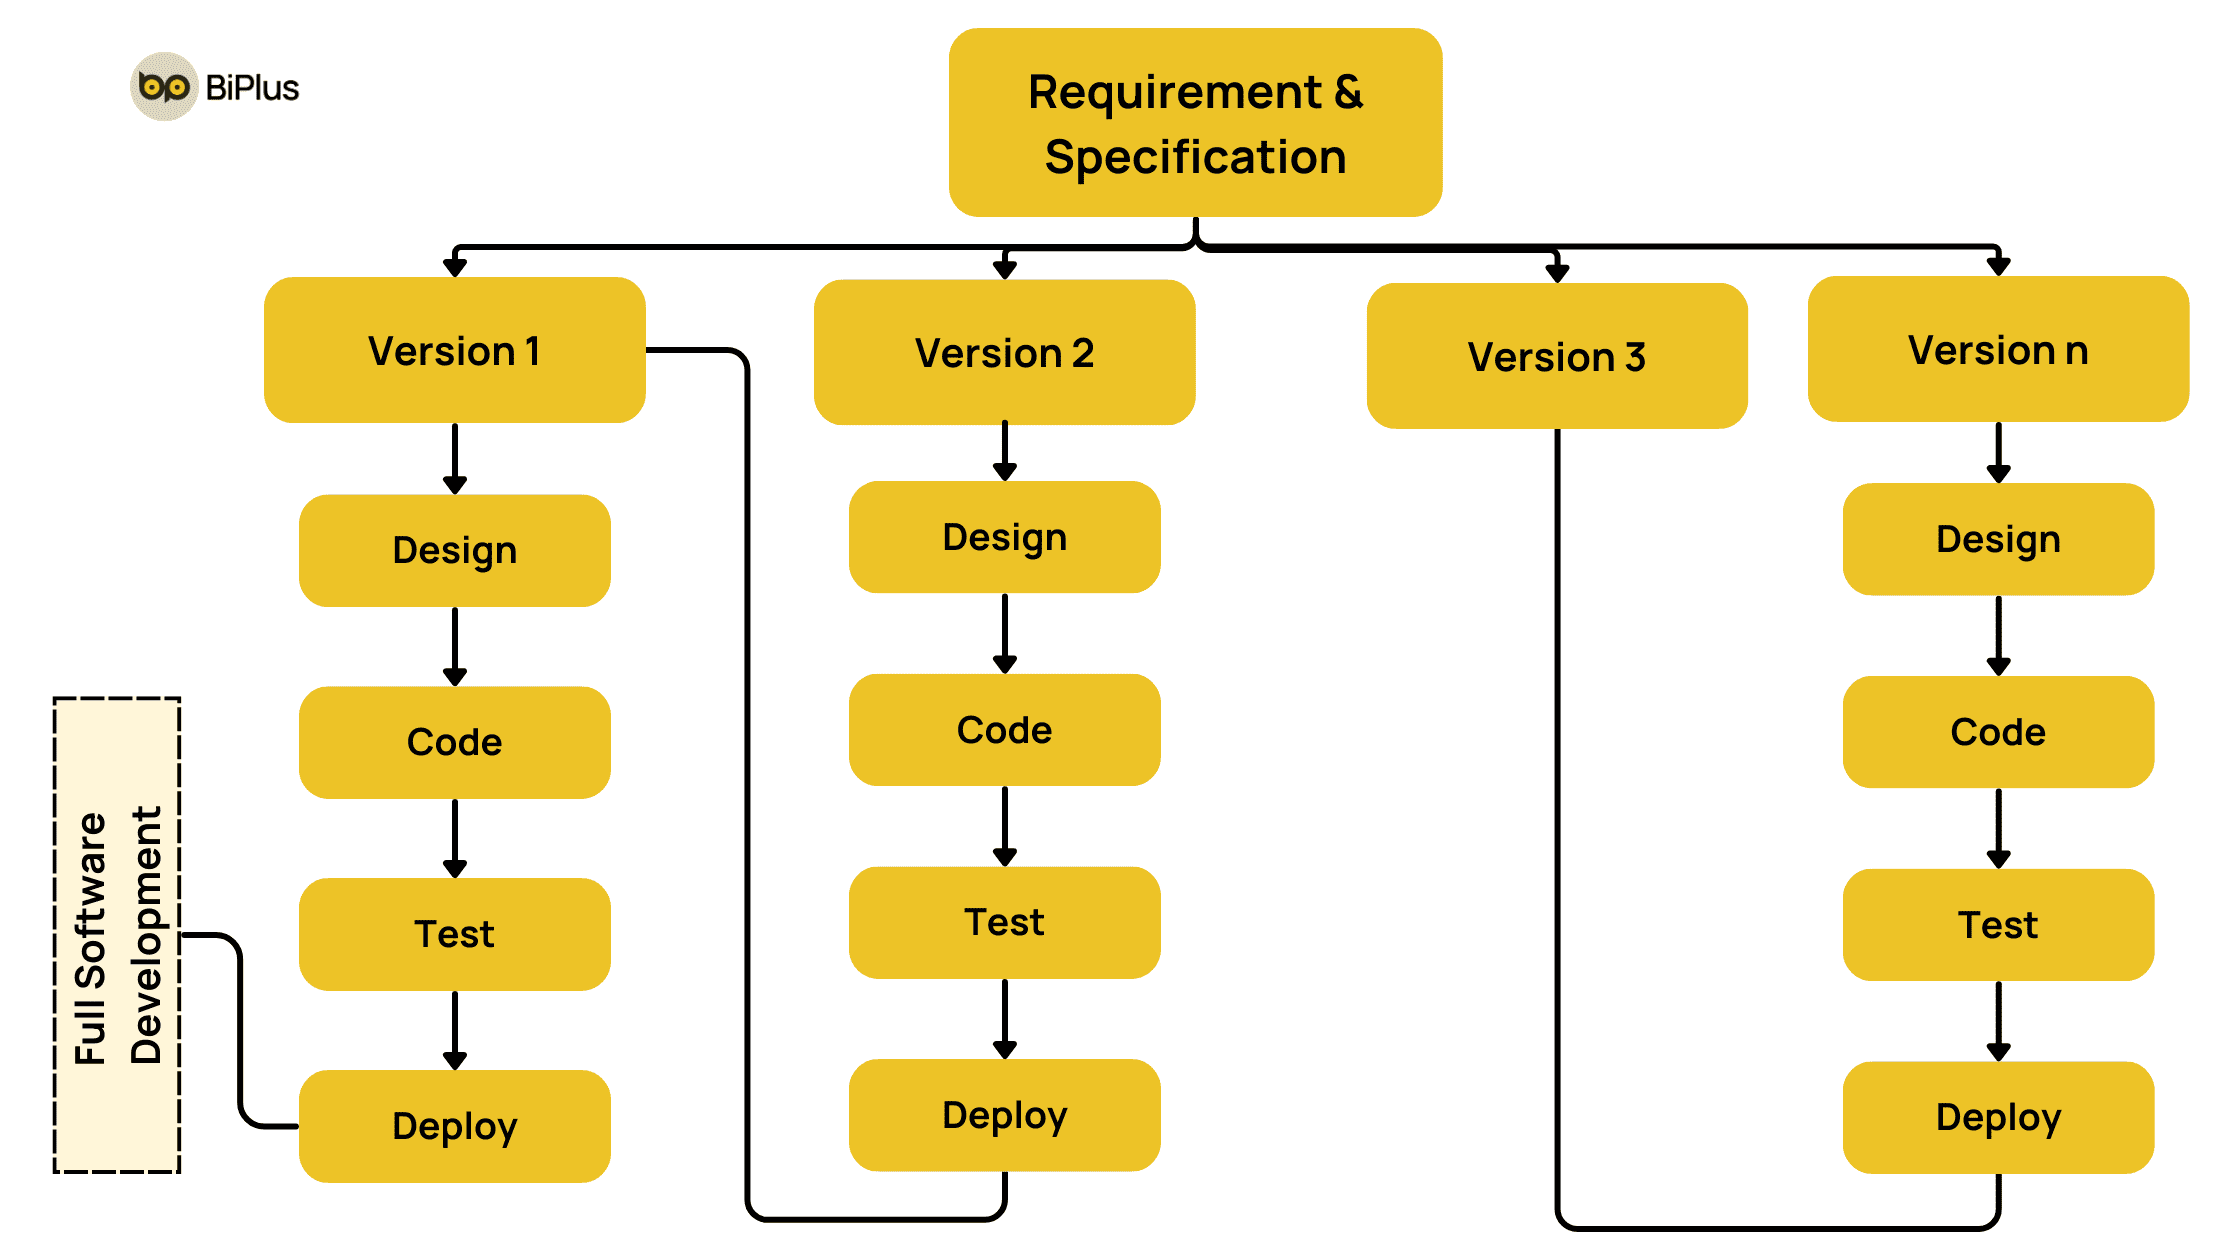 BiPlus
Requirement &
Specification
Version 1
Version 2
Version 3
Version n
Design
Code
Test
Deploy
Design
Code
Test
Deploy
Design
Code
Test
Deploy
Full Software
Development